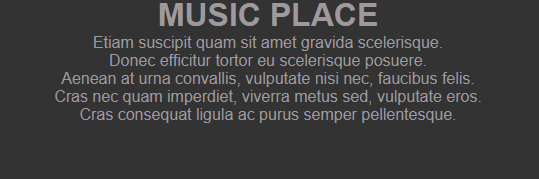 MUSIC PLACE
Etiam suscipit quam sit amet gravida scelerisque.
Donec efficitur tortor eu scelerisque posuere.
Aenean at urna convallis, vulputate nisi nec, faucibus felis.
Cras nec quam imperdiet, viverra metus sed, vulputate eros.
Cras consequat ligula ac purus semper pellentesque.